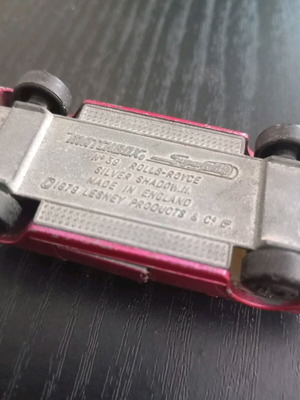 MATCHBOX Superfast
Nº 39 ROLLS-ROYCE
SILVER SHADOW II
MADE IN ENGLAND
© 1979 LESNEY PRODUCTS & Cº Lᵀᴰ